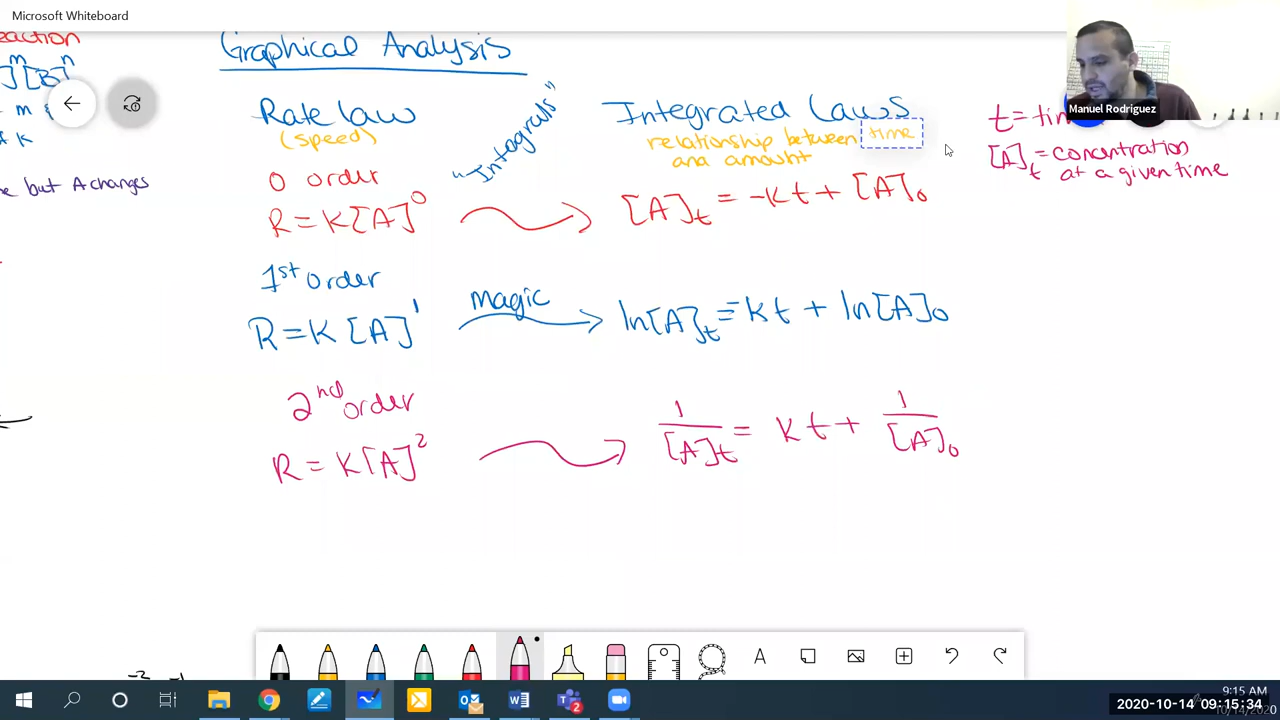 Microsoft Whiteboard
eaction
Graphical Analysis
][B]
m
n
m
k
e but A changes
Rate law
(speed)
"Integrals"
Integrated Laws
relationship between time
and amount
Manuel Rodriguez
t = tim
[A]t = concentration
at a given time
0 order
R = K[A]^0
[A]t = -kt + [A]0
1st order
R = K[A]^1
magic
ln[A]t = -kt + ln[A]0
2nd order
R = K[A]^2
1/[A]t = kt + 1/[A]0
-2 -1
9:15 AM
2020-10-14 09:15:34